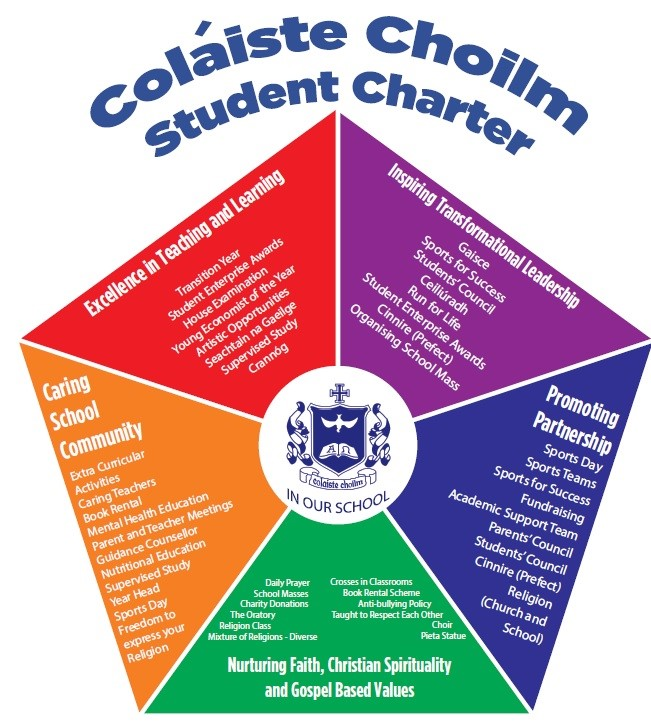 Coláiste Choilm
Student Charter
Excellence in Teaching and Learning
Transition Year
Student Enterprise Awards
House Examination
Young Economist of the Year
Artistic Opportunities
Seachtain na Gaeilge
Supervised Study
Crannóg
Inspiring Transformational Leadership
Gaisce
Sports for Success
Students' Council
Ceiliúradh
Run for Life
Student Enterprise Awards
Cinnire (Prefect)
Organising School Mass
Caring
School
Community
Extra Curricular
Activities
Caring Teachers
Book Rental
Mental Health Education
Parent and Teacher Meetings
Guidance Counsellor
Nutritional Education
Supervised Study
Year Head
Sports Day
Freedom to
express your
Religion
Promoting
Partnership
Sports Day
Sports Teams
Sports for Success
Fundraising
Academic Support Team
Parents' Council
Students' Council
Cinnire (Prefect)
Religion
(Church and
School)
Α Ω
coláiste choilm
IN OUR SCHOOL
Daily Prayer
School Masses
Charity Donations
The Oratory
Religion Class
Mixture of Religions - Diverse
Crosses in Classrooms
Book Rental Scheme
Anti-bullying Policy
Taught to Respect Each Other
Choir
Pieta Statue
Nurturing Faith, Christian Spirituality
and Gospel Based Values